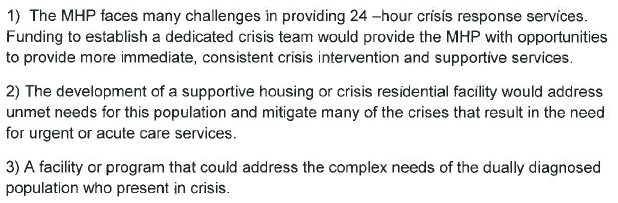 1)  The MHP faces many challenges in providing 24 –hour crisis response services.
Funding to establish a dedicated crisis team would provide the MHP with opportunities
to provide more immediate, consistent crisis intervention and supportive services.
2) The development of a supportive housing or crisis residential facility would address
unmet needs for this population and mitigate many of the crises that result in the need
for urgent or acute care services.
3) A facility or program that could address the complex needs of the dually diagnosed
population who present in crisis.